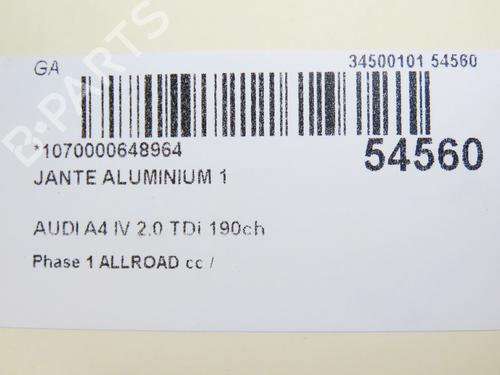 GA
34500101 54560
*1070000648964
54560
JANTE ALUMINIUM 1
AUDI A4 IV 2.0 TDi 190ch
Phase 1 ALLROAD cc /
B-PARTS